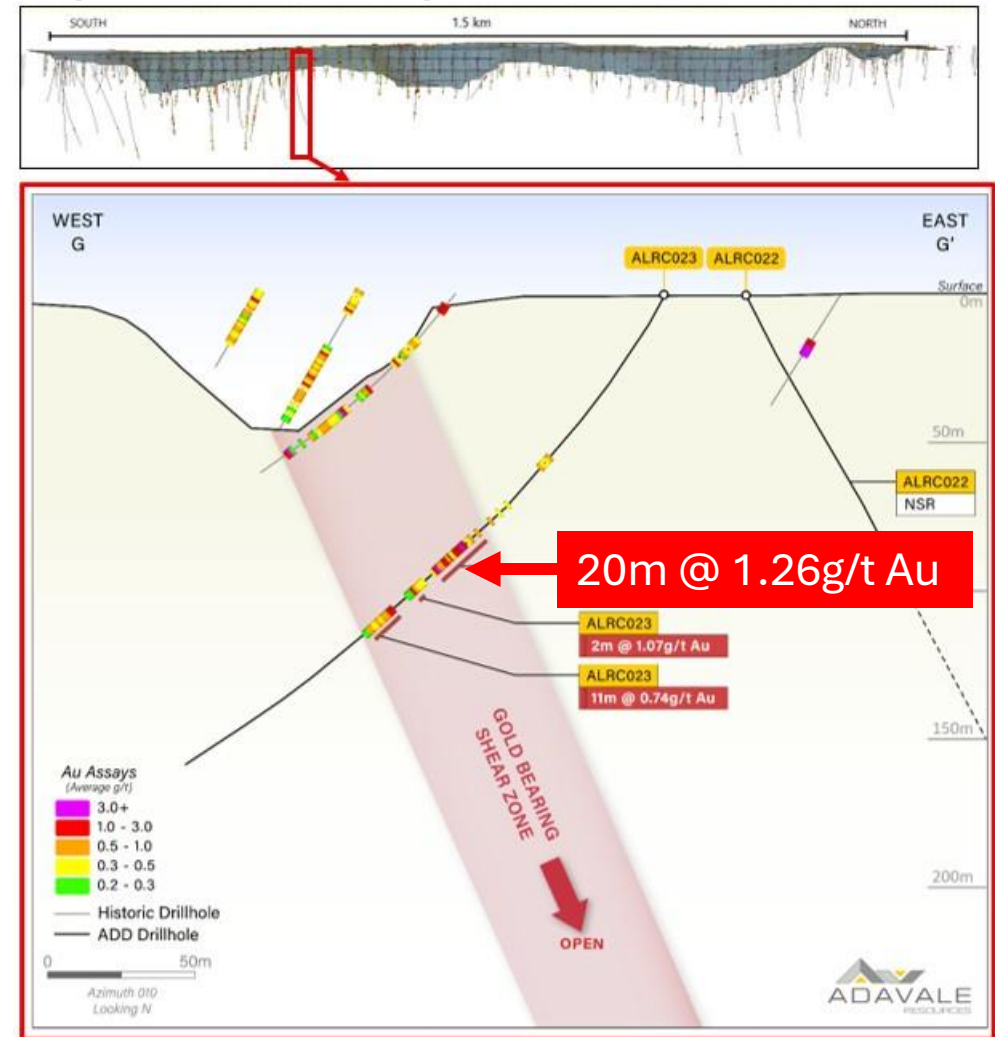 SOUTH
1.5 km
NORTH
WEST
G
EAST
G'
ALRC023
ALRC022
Surface
0m
50m
ALRC022
NSR
20m @ 1.26g/t Au
ALRC023
2m @ 1.07g/t Au
ALRC023
11m @ 0.74g/t Au
150m
GOLD BEARING
SHEAR ZONE
OPEN
200m
Au Assays
(Average g/t)
3.0+
1.0 - 3.0
0.5 - 1.0
0.3 - 0.5
0.2 - 0.3
Historic Drillhole
ADD Drillhole
0 50m
Azimuth 010
Looking N
ADAVALE
RESOURCES